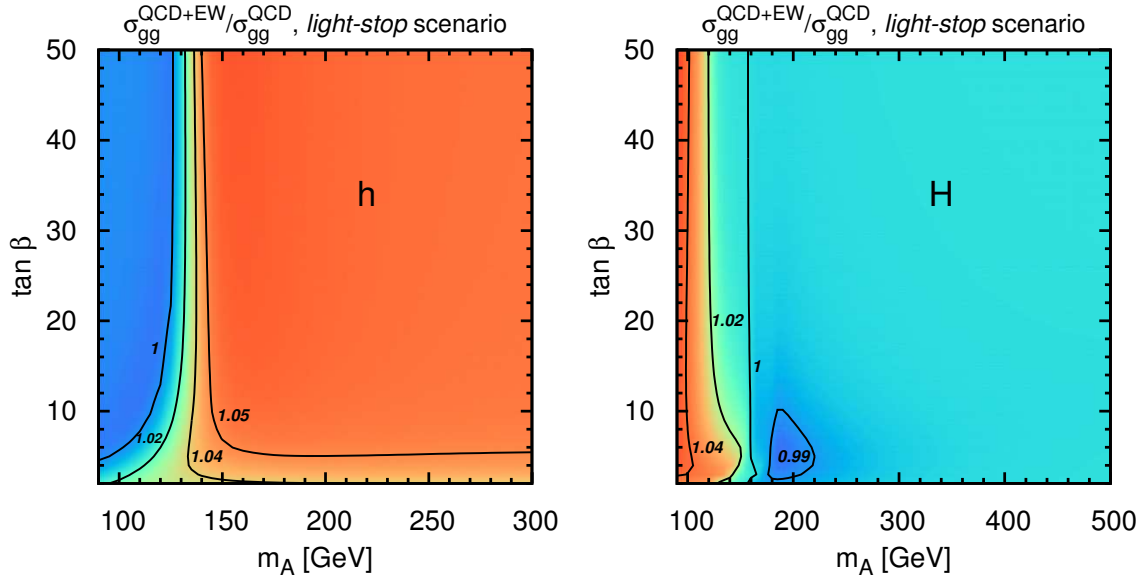 σ_gg^QCD+EW/σ_gg^QCD, light-stop scenario
50
40
30
20
10
tan β
h
1
1.02
1.04
1.05
100 150 200 250 300
m_A [GeV]
σ_gg^QCD+EW/σ_gg^QCD, light-stop scenario
50
40
30
20
10
tan β
H
1.02
1
1.04
0.99
100 200 300 400 500
m_A [GeV]